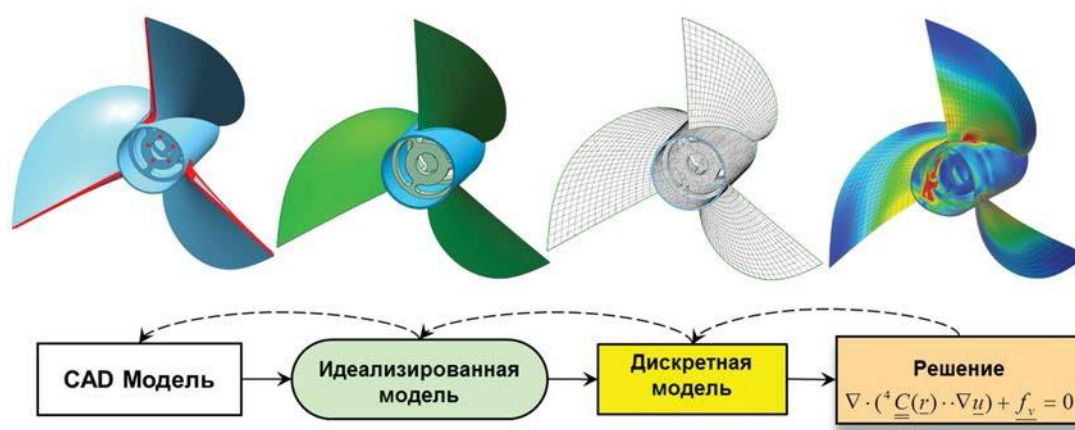 CAD Модель
Идеализированная
модель
Дискретная
модель
Решение
∇·(⁴C(r)··∇u)+f_v=0